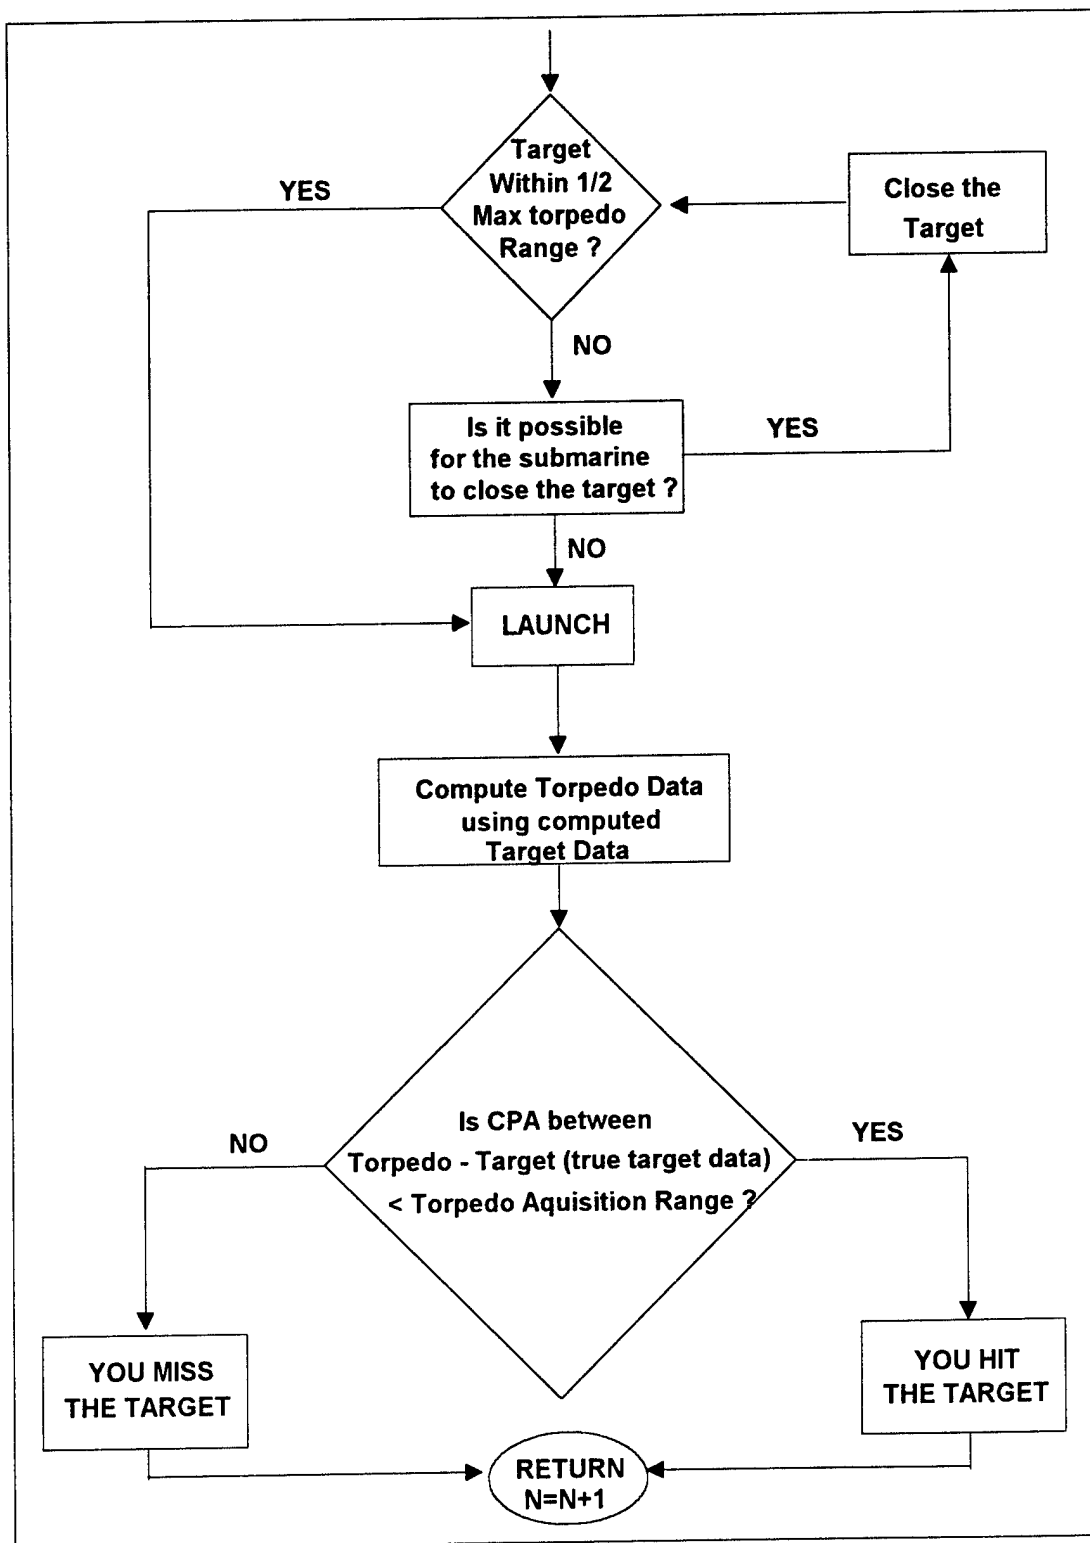 Target
Within 1/2
Max torpedo
Range ?
YES
Close the
Target
NO
Is it possible
for the submarine
to close the target ?
YES
NO
LAUNCH
Compute Torpedo Data
using computed
Target Data
Is CPA between
Torpedo - Target (true target data)
< Torpedo Aquisition Range ?
NO
YES
YOU MISS
THE TARGET
YOU HIT
THE TARGET
RETURN
N=N+1